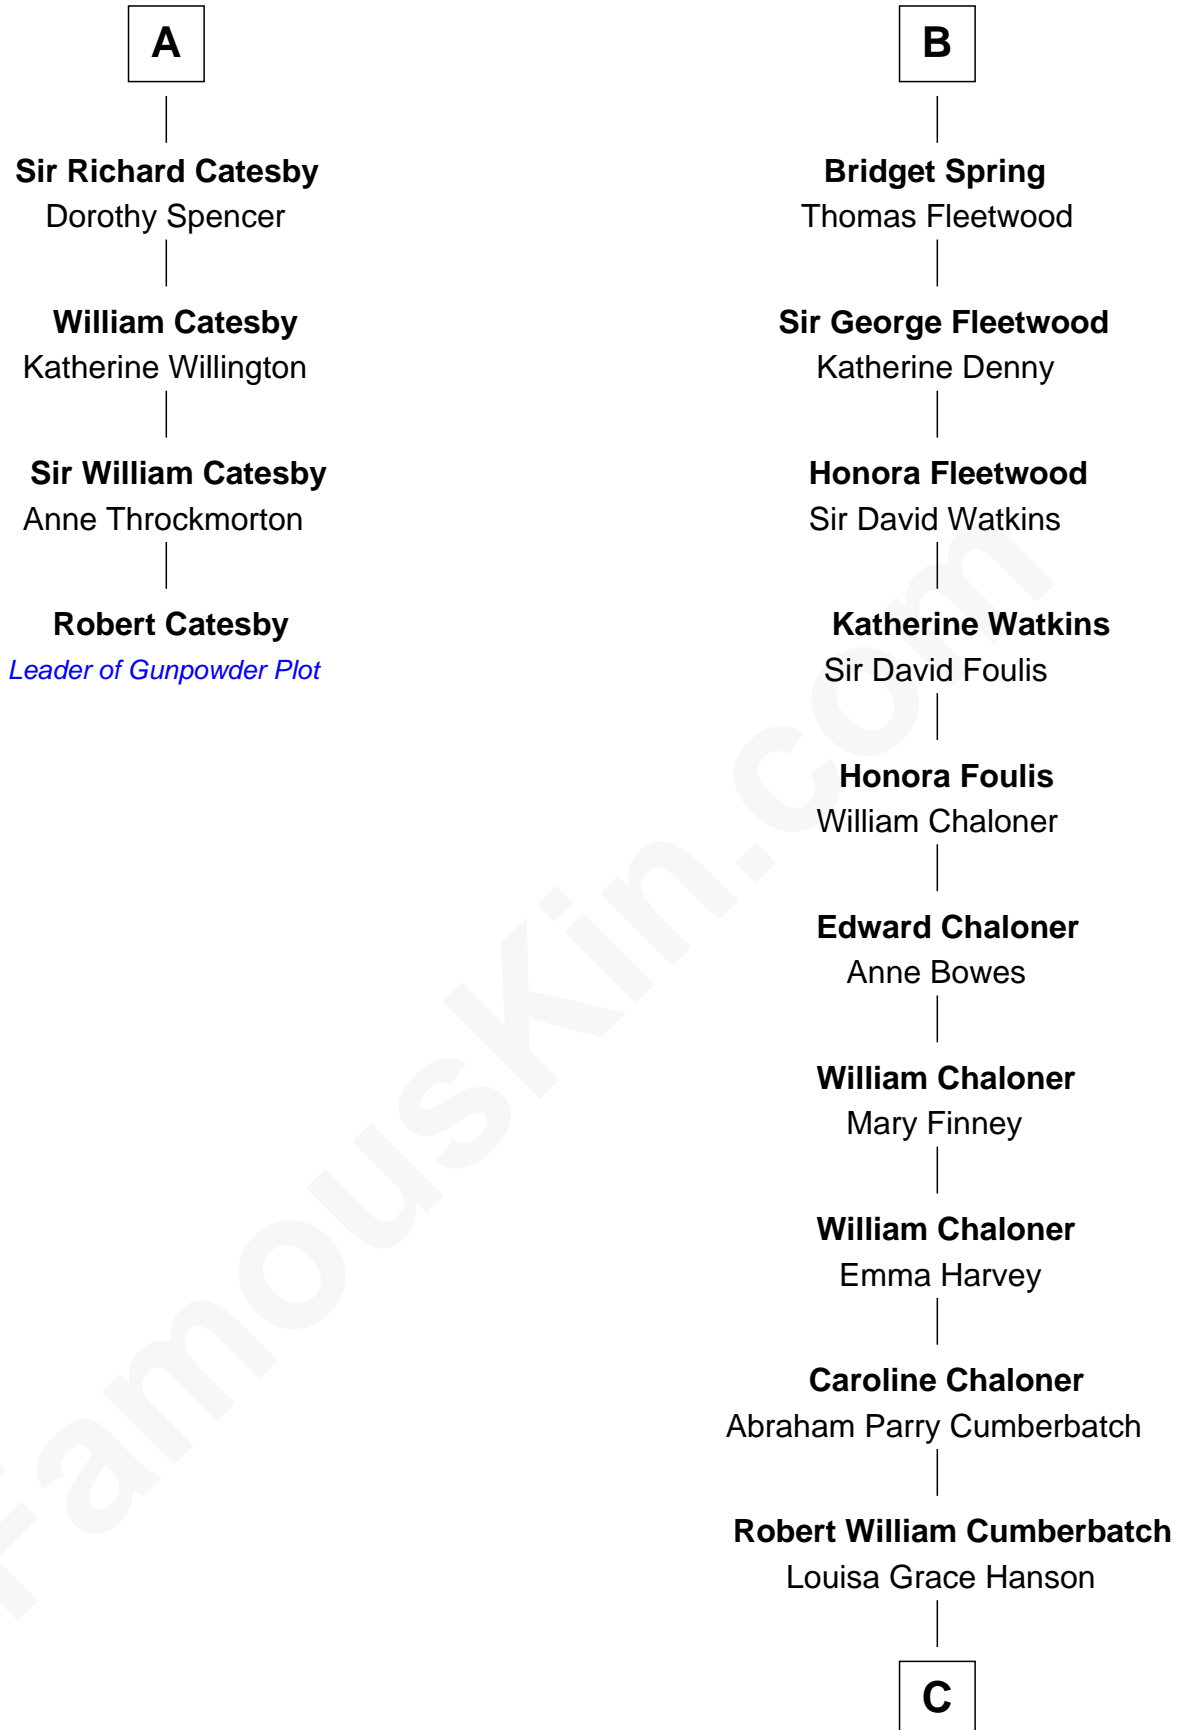 A
Sir Richard Catesby
Dorothy Spencer
William Catesby
Katherine Willington
Sir William Catesby
Anne Throckmorton
Robert Catesby
Leader of Gunpowder Plot
B
Bridget Spring
Thomas Fleetwood
Sir George Fleetwood
Katherine Denny
Honora Fleetwood
Sir David Watkins
Katherine Watkins
Sir David Foulis
Honora Foulis
William Chaloner
Edward Chaloner
Anne Bowes
William Chaloner
Mary Finney
William Chaloner
Emma Harvey
Caroline Chaloner
Abraham Parry Cumberbatch
Robert William Cumberbatch
Louisa Grace Hanson
C
FamousKin.com